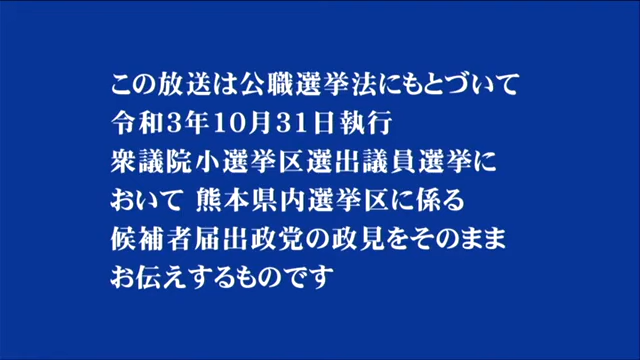 この放送は公職選挙法にもとづいて
令和3年10月31日執行
衆議院小選挙区選出議員選挙に
おいて 熊本県内選挙区に係る
候補者届出政党の政見をそのまま
お伝えするものです